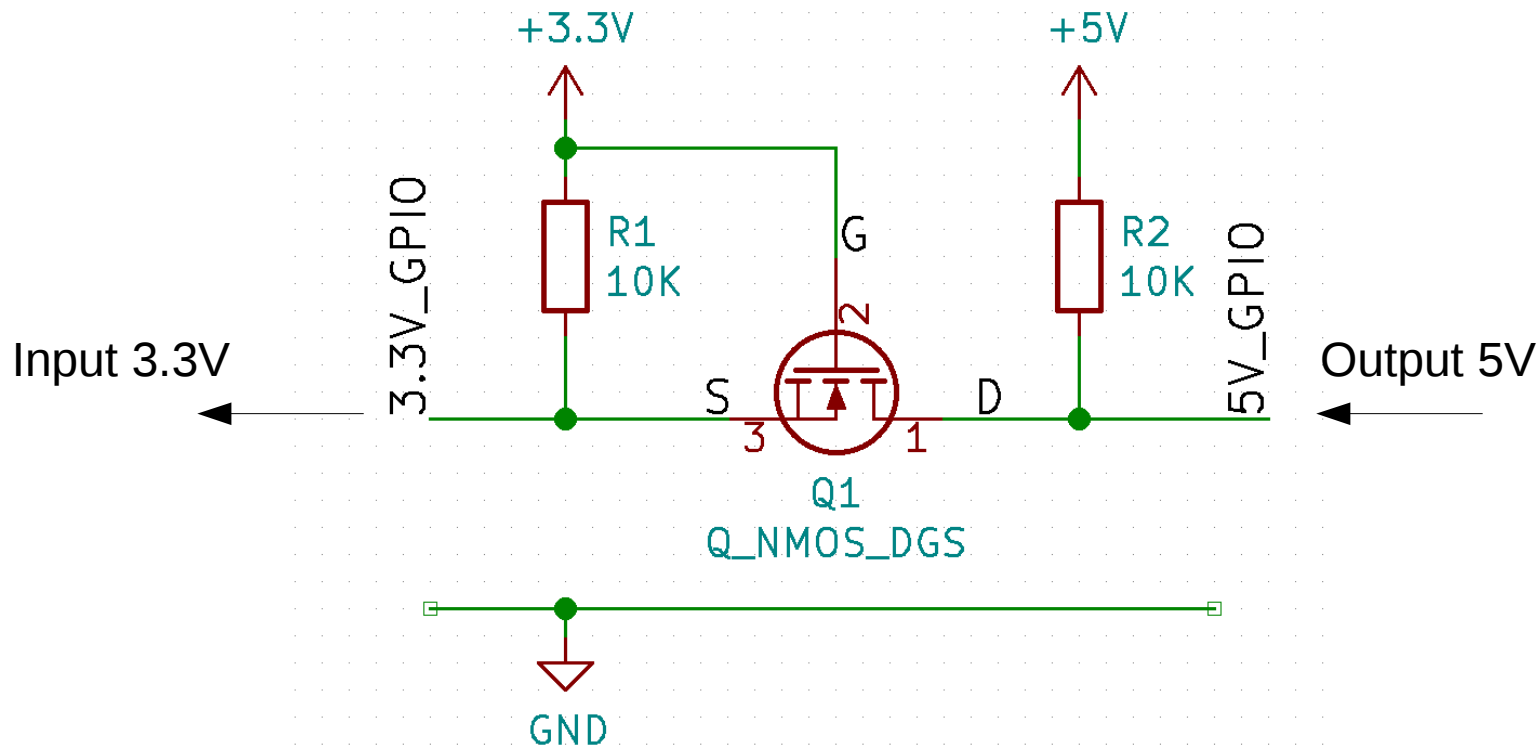 +3.3V
+5V
3.3V_GPIO
R1
10K
G
2
R2
10K
5V_GPIO
Input 3.3V
Output 5V
S
D
3
1
Q1
Q_NMOS_DGS
GND